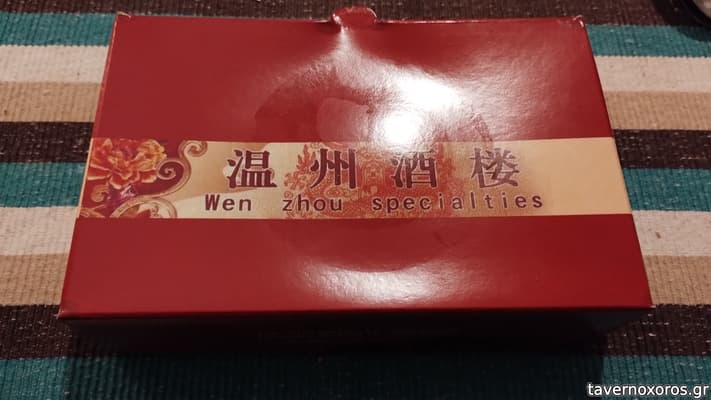 温州酒楼
Wen zhou specialties
tavernoxoros.gr